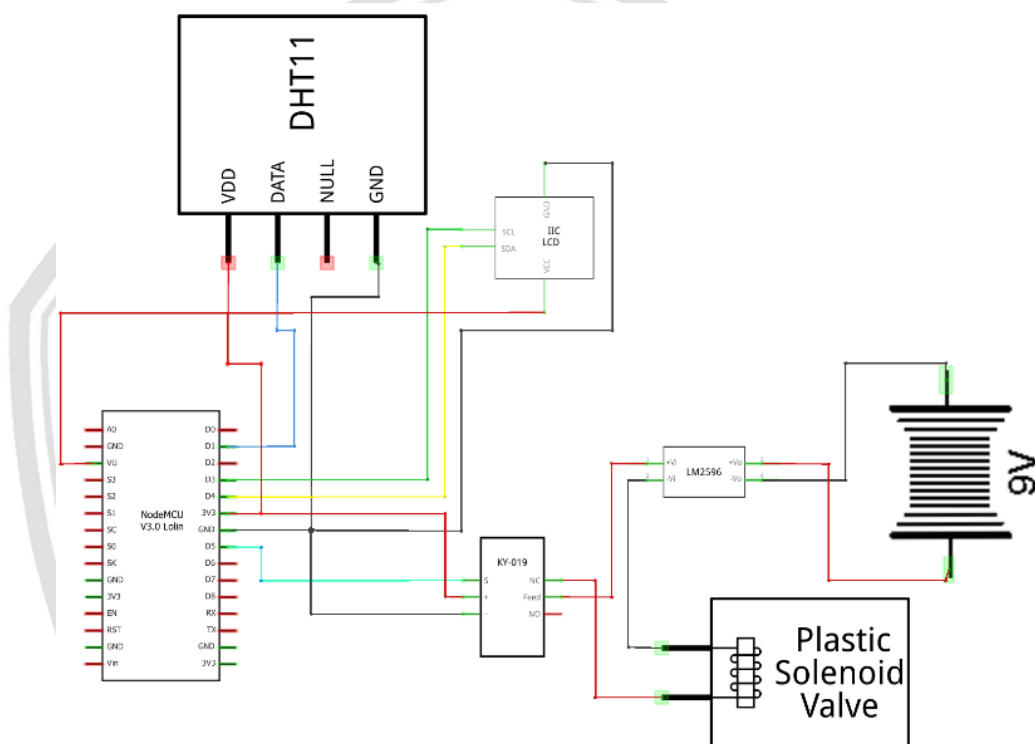 DHT11
VDD
DATA
NULL
GND
GND
SCL
SDA
IIC
LCD
VCC
A0
GND
VU
S3
S2
S1
SC
S0
SK
GND
3V3
EN
RST
GND
Vin
NodeMCU
V3.0 Lolin
D0
D1
D2
D3
D4
3V3
GND
D5
D6
D7
D8
RX
TX
GND
3V3
KY-019
S
+
-
NC
Feed
NO
1
2
+Vi
-Vi
LM2596
+Vo
-Vo
9V
Plastic
Solenoid
Valve